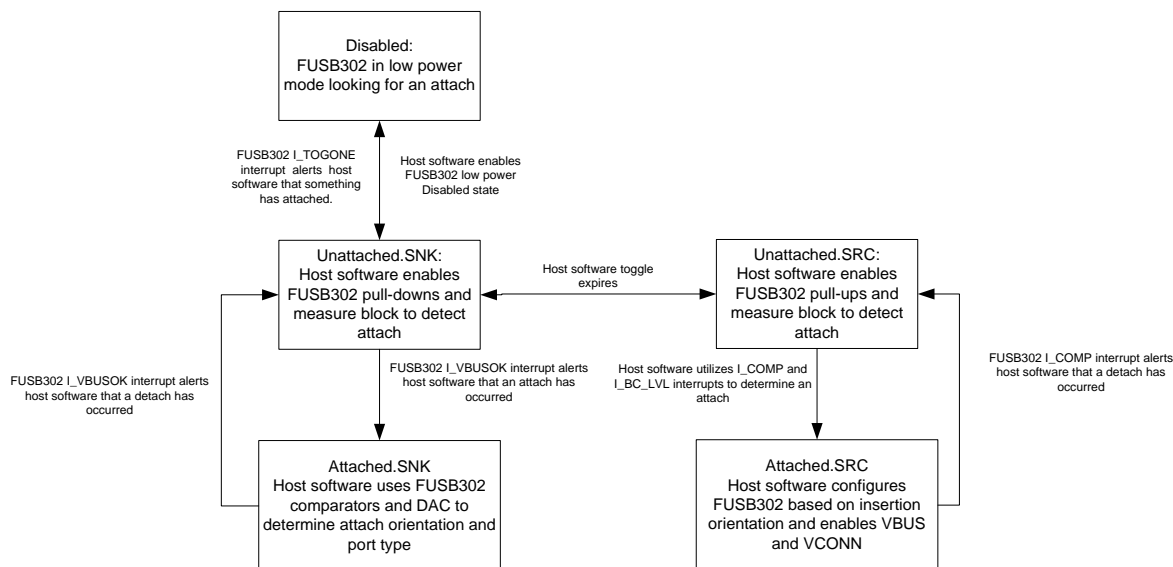 Disabled:
FUSB302 in low power
mode looking for an attach
FUSB302 I_TOGONE
interrupt alerts host
software that something
has attached.
Host software enables
FUSB302 low power
Disabled state
Unattached.SNK:
Host software enables
FUSB302 pull-downs and
measure block to detect
attach
Host software toggle
expires
Unattached.SRC:
Host software enables
FUSB302 pull-ups and
measure block to detect
attach
FUSB302 I_VBUSOK interrupt alerts
host software that a detach has
occurred
FUSB302 I_VBUSOK interrupt alerts
host software that an attach has
occurred
Host software utilizes I_COMP and
I_BC_LVL interrupts to determine an
attach
FUSB302 I_COMP interrupt alerts
host software that a detach has
occurred
Attached.SNK
Host software uses FUSB302
comparators and DAC to
determine attach orientation and
port type
Attached.SRC
Host software configures
FUSB302 based on insertion
orientation and enables VBUS
and VCONN